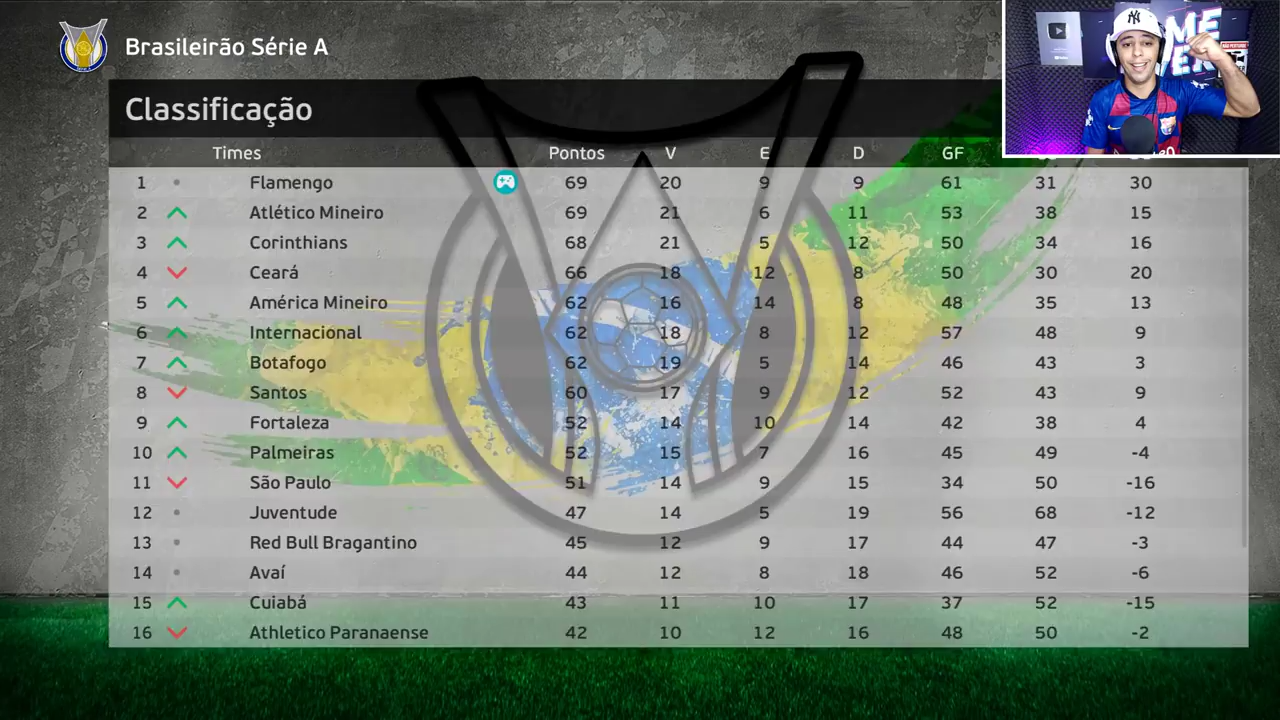 Brasileirão Série A
Classificação
Times Pontos V E D GF
1 Flamengo 69 20 9 9 61 31 30
2 Atlético Mineiro 69 21 6 11 53 38 15
3 Corinthians 68 21 5 12 50 34 16
4 Ceará 66 18 12 8 50 30 20
5 América Mineiro 62 16 14 8 48 35 13
6 Internacional 62 18 8 12 57 48 9
7 Botafogo 62 19 5 14 46 43 3
8 Santos 60 17 9 12 52 43 9
9 Fortaleza 52 14 10 14 42 38 4
10 Palmeiras 52 15 7 16 45 49 -4
11 São Paulo 51 14 9 15 34 50 -16
12 Juventude 47 14 5 19 56 68 -12
13 Red Bull Bragantino 45 12 9 17 44 47 -3
14 Avaí 44 12 8 18 46 52 -6
15 Cuiabá 43 11 10 17 37 52 -15
16 Athletico Paranaense 42 10 12 16 48 50 -2